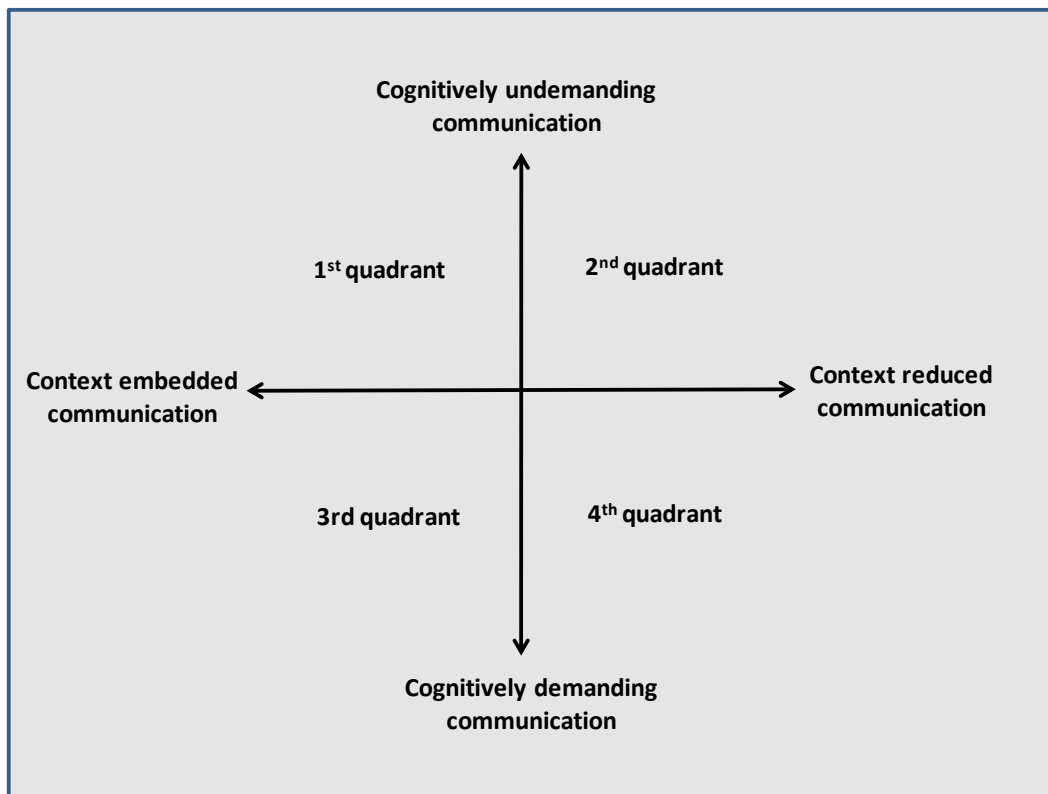 Cognitively undemanding
communication
1st quadrant
2nd quadrant
Context embedded
communication
Context reduced
communication
3rd quadrant
4th quadrant
Cognitively demanding
communication